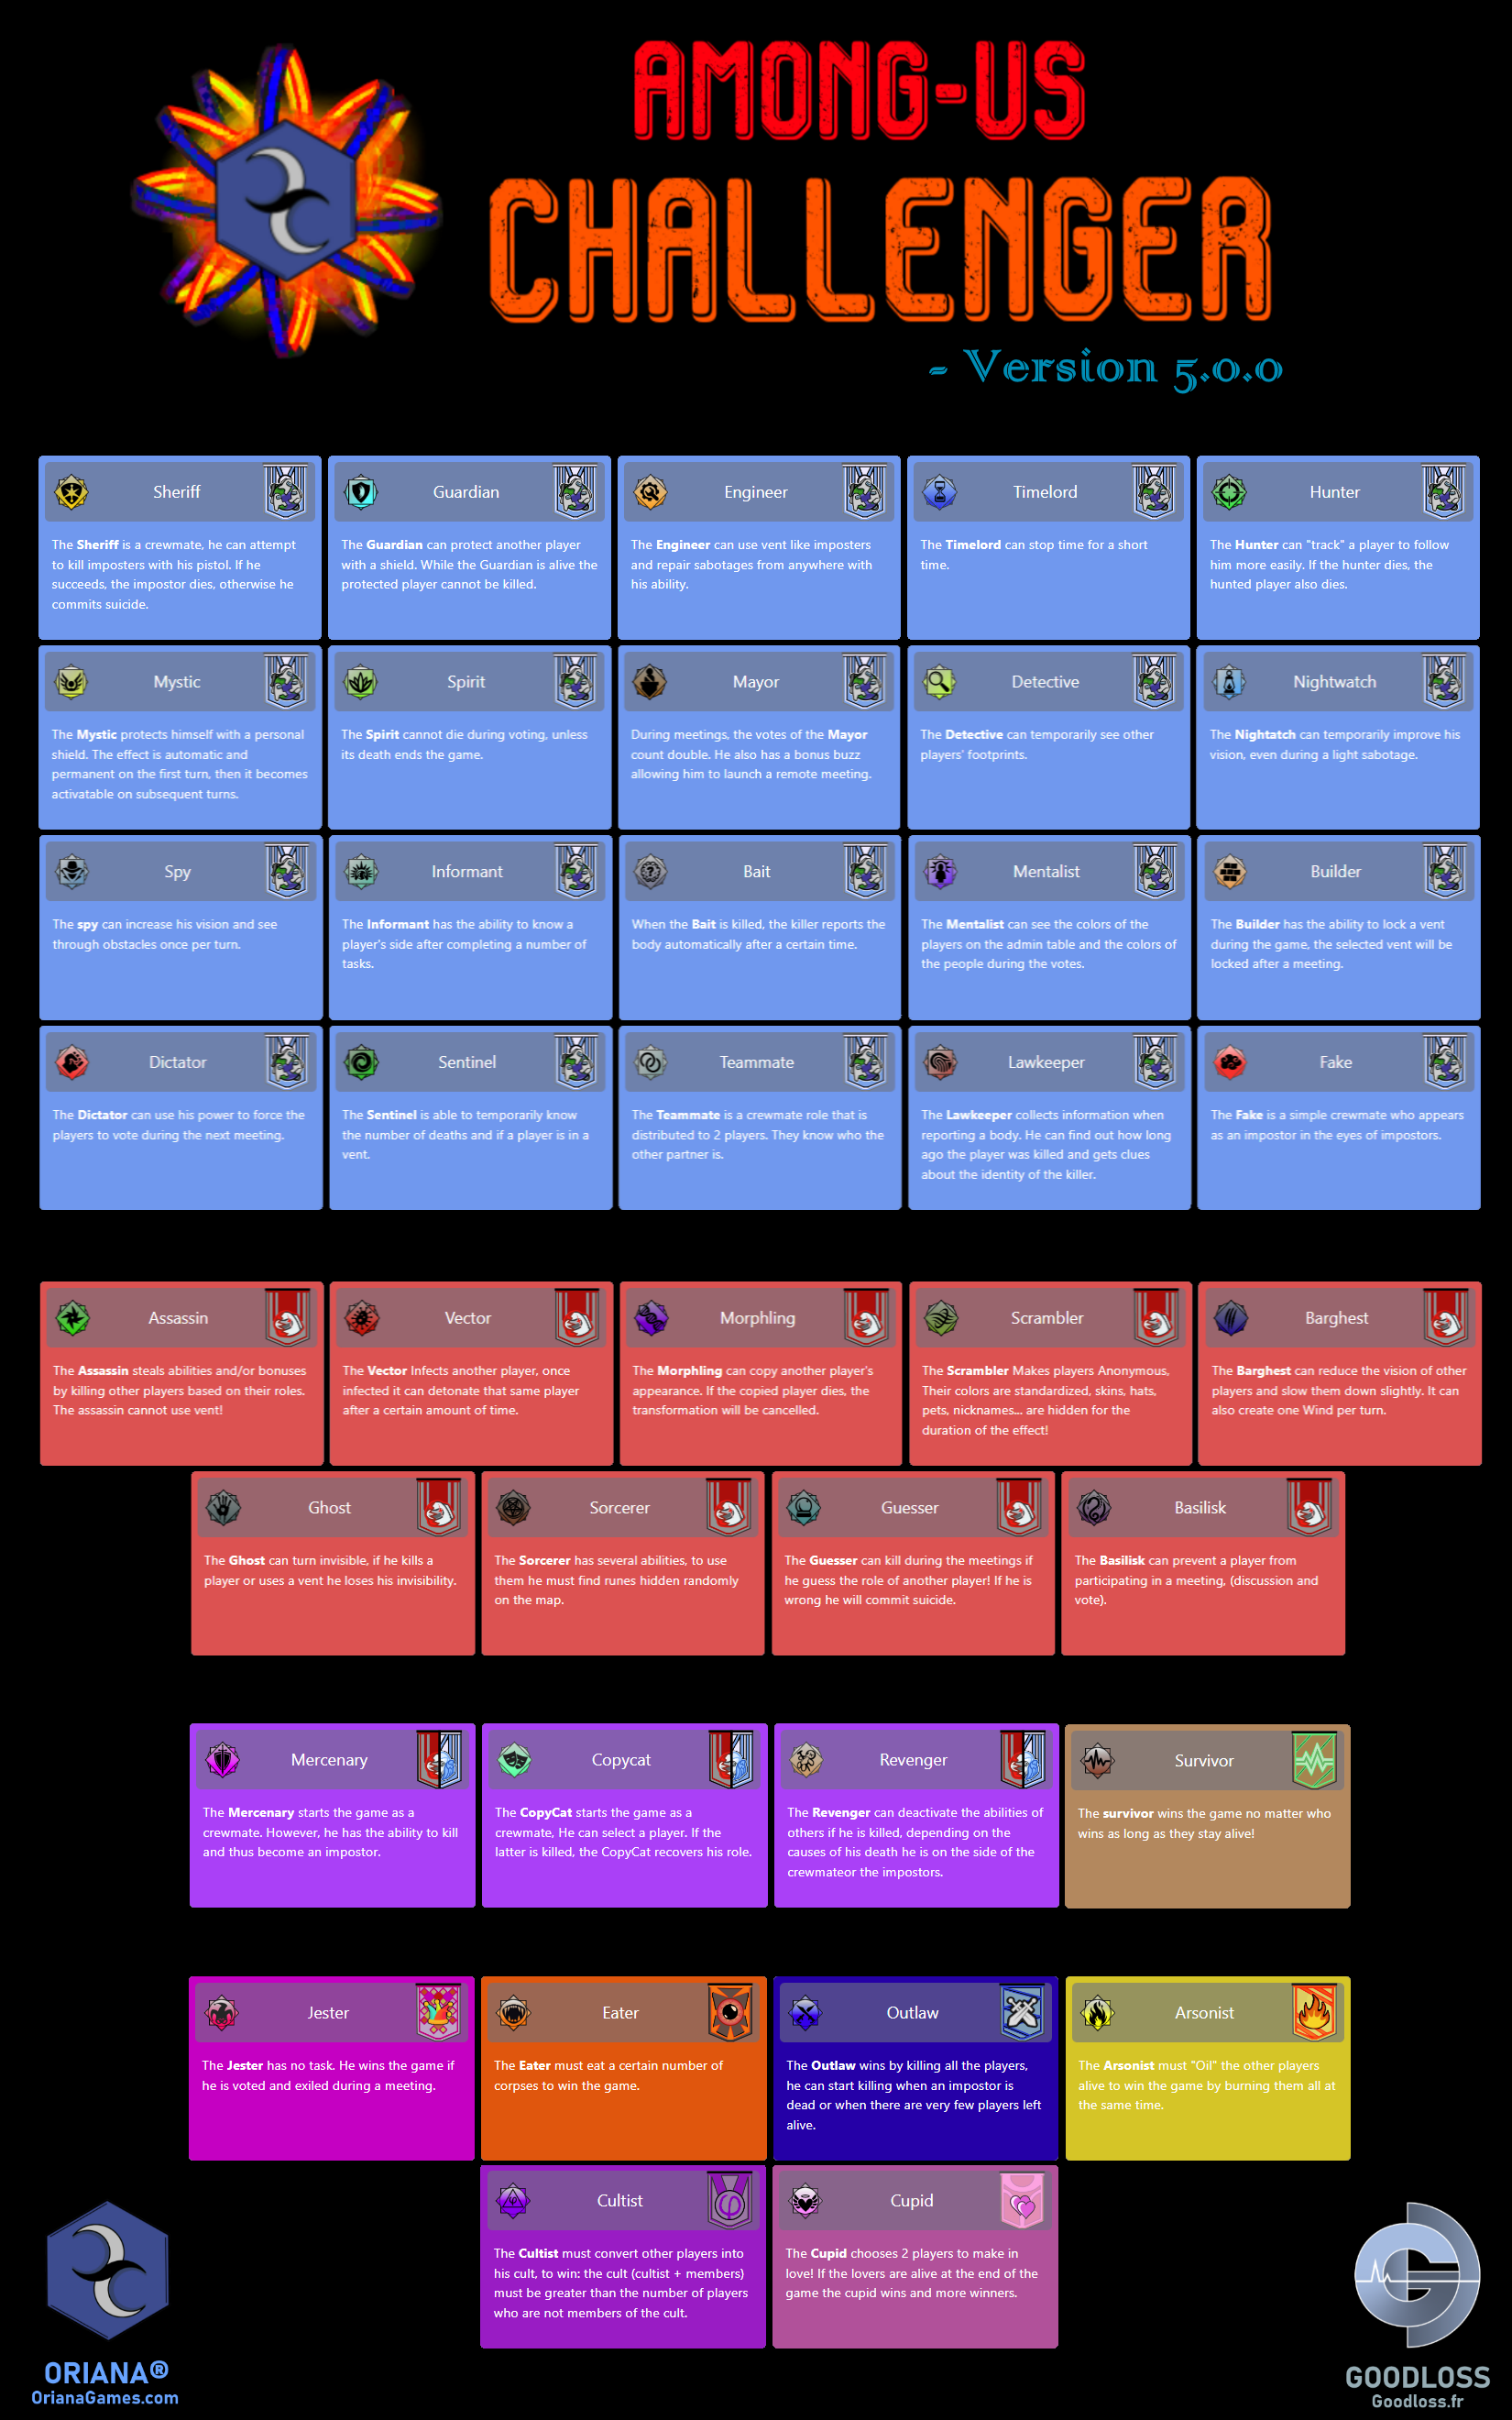 AMONG-US
CHALLENGER
- Version 5.0.0
Sheriff
The Sheriff is a crewmate, he can attempt
to kill imposters with his pistol. If he
succeeds, the impostor dies, otherwise he
commits suicide.
Guardian
The Guardian can protect another player
with a shield. While the Guardian is alive the
protected player cannot be killed.
Engineer
The Engineer can use vent like imposters
and repair sabotages from anywhere with
his ability.
Timelord
The Timelord can stop time for a short
time.
Hunter
The Hunter can "track" a player to follow
him more easily. If the hunter dies, the
hunted player also dies.
Mystic
The Mystic protects himself with a personal
shield. The effect is automatic and
permanent on the first turn, then it becomes
activatable on subsequent turns.
Spirit
The Spirit cannot die during voting, unless
its death ends the game.
Mayor
During meetings, the votes of the Mayor
count double. He also has a bonus buzz
allowing him to launch a remote meeting.
Detective
The Detective can temporarily see other
players' footprints.
Nightwatch
The Nightatch can temporarily improve his
vision, even during a light sabotage.
Spy
The spy can increase his vision and see
through obstacles once per turn.
Informant
The Informant has the ability to know a
player's side after completing a number of
tasks.
Bait
When the Bait is killed, the killer reports the
body automatically after a certain time.
Mentalist
The Mentalist can see the colors of the
players on the admin table and the colors of
the people during the votes.
Builder
The Builder has the ability to lock a vent
during the game, the selected vent will be
locked after a meeting.
Dictator
The Dictator can use his power to force the
players to vote during the next meeting.
Sentinel
The Sentinel is able to temporarily know
the number of deaths and if a player is in a
vent.
Teammate
The Teammate is a crewmate role that is
distributed to 2 players. They know who the
other partner is.
Lawkeeper
The Lawkeeper collects information when
reporting a body. He can find out how long
ago the player was killed and gets clues
about the identity of the killer.
Fake
The Fake is a simple crewmate who appears
as an impostor in the eyes of impostors.
Assassin
The Assassin steals abilities and/or bonuses
by killing other players based on their roles.
The assassin cannot use vent!
Vector
The Vector Infects another player, once
infected it can detonate that same player
after a certain amount of time.
Morphling
The Morphling can copy another player's
appearance. If the copied player dies, the
transformation will be cancelled.
Scrambler
The Scrambler Makes players Anonymous,
Their colors are standardized, skins, hats,
pets, nicknames... are hidden for the
duration of the effect!
Barghest
The Barghest can reduce the vision of other
players and slow them down slightly. It can
also create one Wind per turn.
Ghost
The Ghost can turn invisible, if he kills a
player or uses a vent he loses his invisibility.
Sorcerer
The Sorcerer has several abilities, to use
them he must find runes hidden randomly
on the map.
Guesser
The Guesser can kill during the meetings if
he guess the role of another player! If he is
wrong he will commit suicide.
Basilisk
The Basilisk can prevent a player from
participating in a meeting, (discussion and
vote).
Mercenary
The Mercenary starts the game as a
crewmate. However, he has the ability to kill
and thus become an impostor.
Copycat
The CopyCat starts the game as a
crewmate, He can select a player. If the
latter is killed, the CopyCat recovers his role.
Revenger
The Revenger can deactivate the abilities of
others if he is killed, depending on the
causes of his death he is on the side of the
crewmateor the impostors.
Survivor
The survivor wins the game no matter who
wins as long as they stay alive!
Jester
The Jester has no task. He wins the game if
he is voted and exiled during a meeting.
Eater
The Eater must eat a certain number of
corpses to win the game.
Outlaw
The Outlaw wins by killing all the players,
he can start killing when an impostor is
dead or when there are very few players left
alive.
Arsonist
The Arsonist must "Oil" the other players
alive to win the game by burning them all at
the same time.
Cultist
The Cultist must convert other players into
his cult, to win: the cult (cultist + members)
must be greater than the number of players
who are not members of the cult.
Cupid
The Cupid chooses 2 players to make in
love! If the lovers are alive at the end of the
game the cupid wins and more winners.
ORIANA®
OrianaGames.com
GOODLOSS
Goodloss.fr